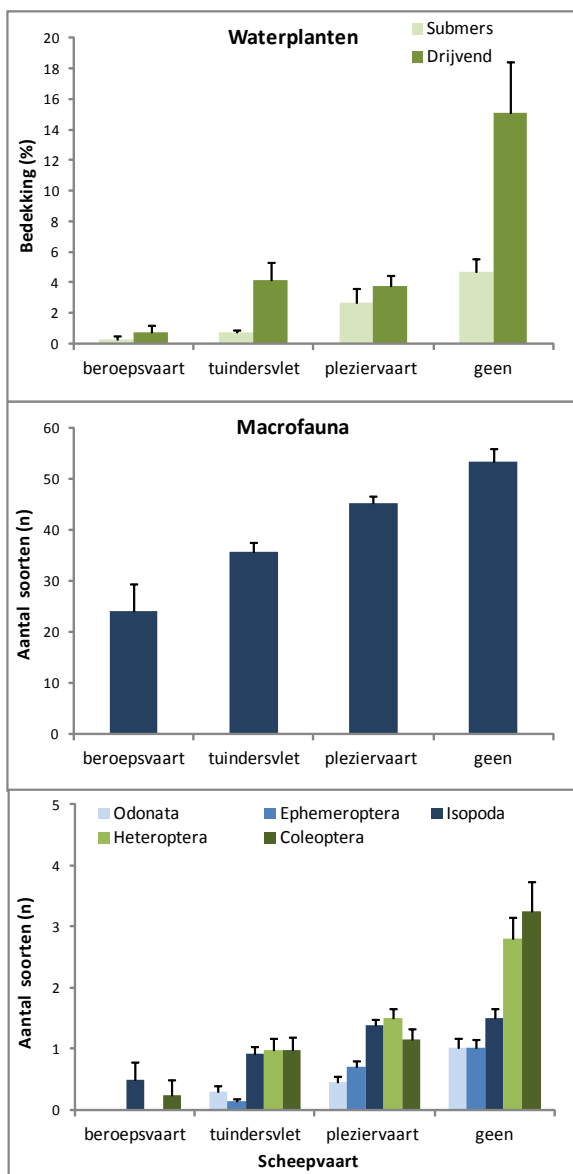 Waterplanten
Submers
Drijvend
Bedekking (%)
20
18
16
14
12
10
8
6
4
2
0
beroepsvaart tuindersvlet pleziervaart geen
Macrofauna
Aantal soorten (n)
60
50
40
30
20
10
0
beroepsvaart tuindersvlet pleziervaart geen
Odonata Ephemeroptera Isopoda
Heteroptera Coleoptera
Aantal soorten (n)
5
4
3
2
1
0
beroepsvaart tuindersvlet pleziervaart geen
Scheepvaart